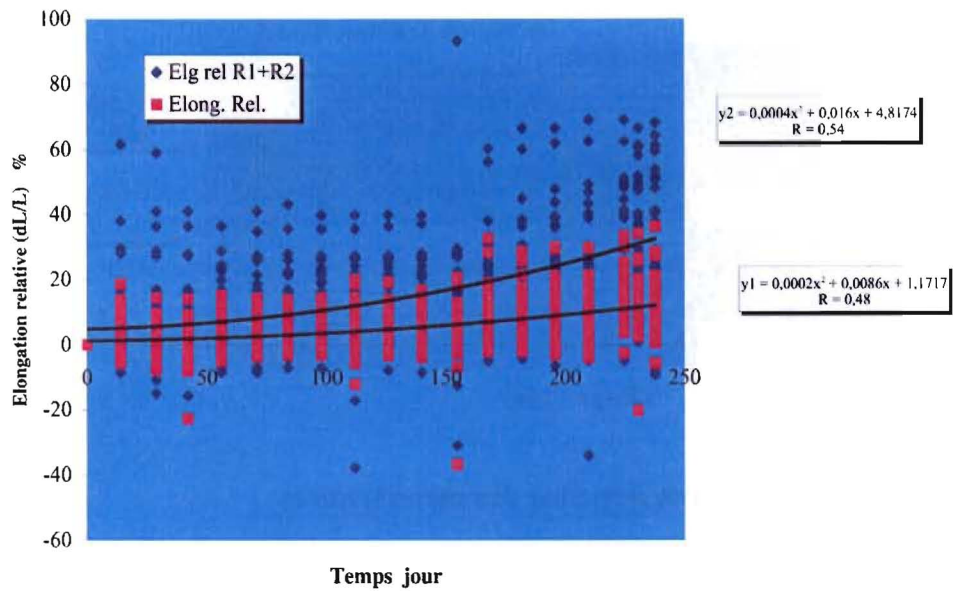 100
80
60
40
20
0
-20
-40
-60
Elongation relative (dL/L) %
Elg rel R1+R2
Elong. Rel.
0 50 100 150 200 250
Temps jour
y2 = 0,0004x² + 0,016x + 4,8174
R = 0,54
y1 = 0,0002x² + 0,0086x + 1,1717
R = 0,48